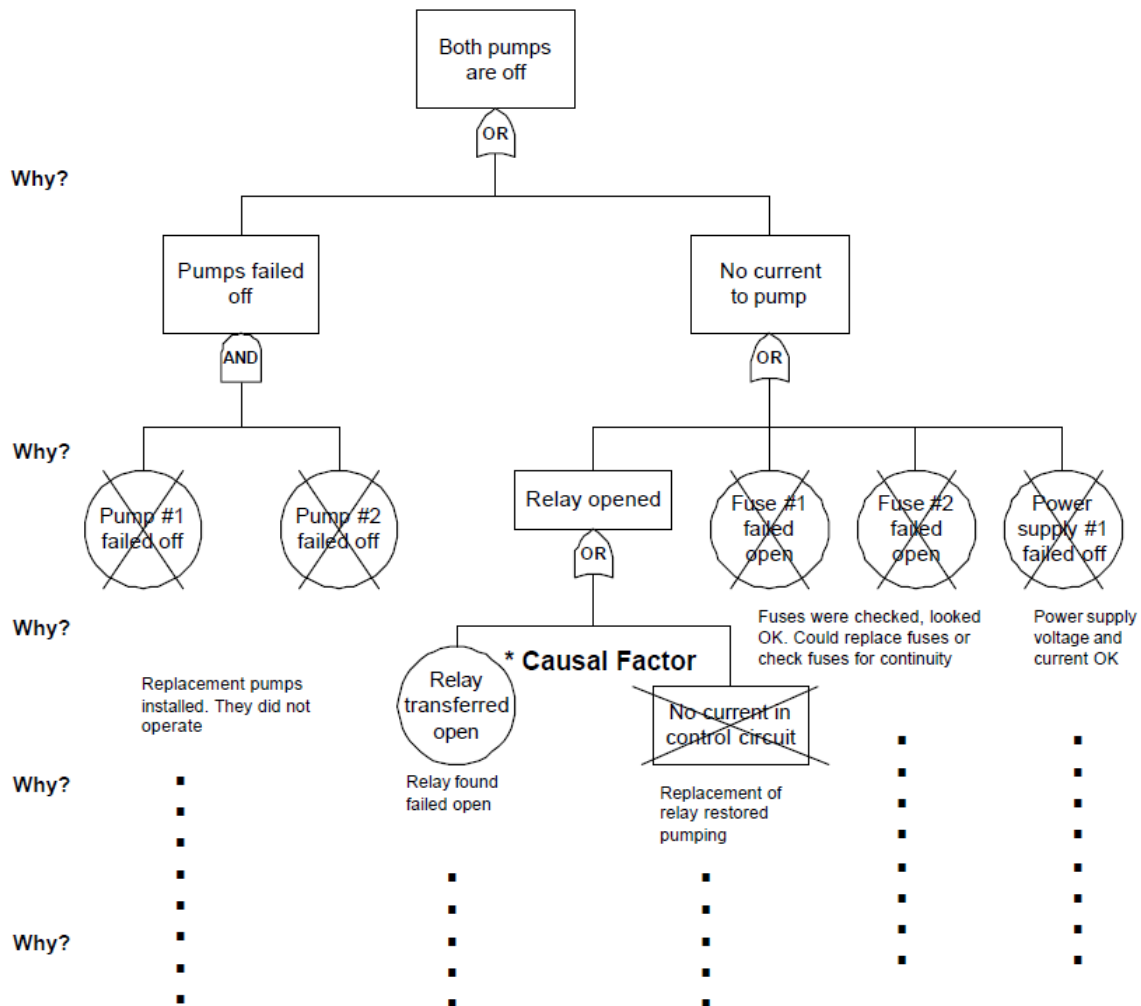 Both pumps
are off
OR
Why?
Pumps failed
off
No current
to pump
AND
OR
Why?
Pump #1
failed off
Pump #2
failed off
Relay opened
Fuse #1
failed
open
Fuse #2
failed
open
Power
supply #1
failed off
OR
Why?
Fuses were checked, looked
OK. Could replace fuses or
check fuses for continuity
Power supply
voltage and
current OK
* Causal Factor
Replacement pumps
installed. They did not
operate
Relay
transferred
open
No current in
control circuit
Why?
Relay found
failed open
Replacement of
relay restored
pumping
Why?